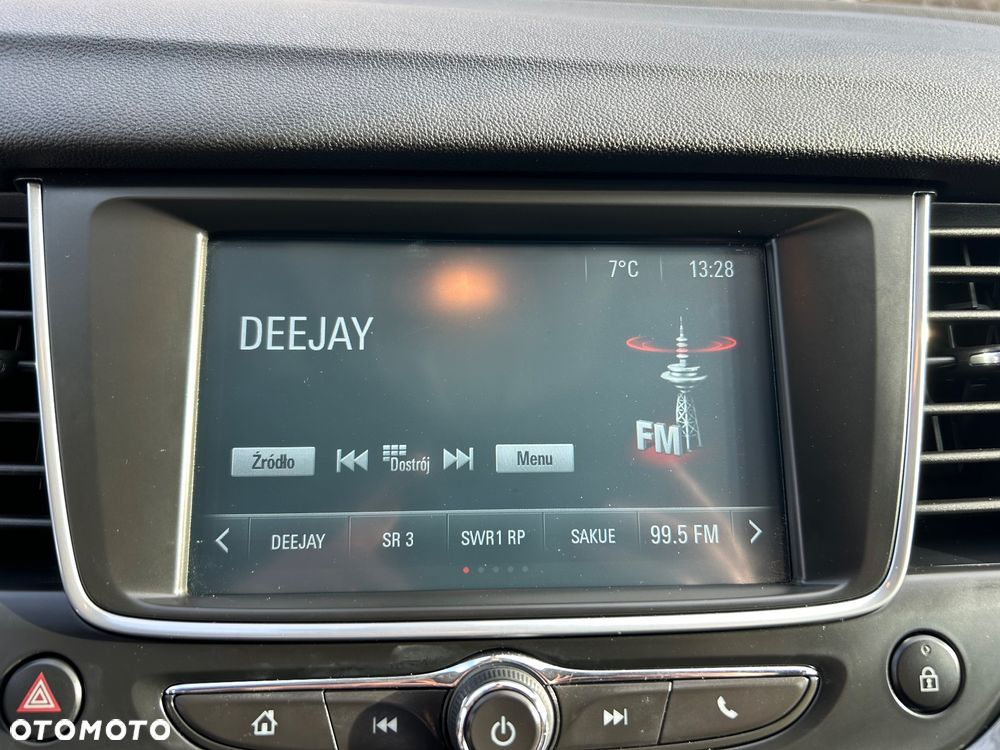 7°C 13:28
DEEJAY
FM
Źródło Dostrój Menu
DEEJAY SR 3 SWR1 RP SAKUE 99.5 FM
OTOMOTO